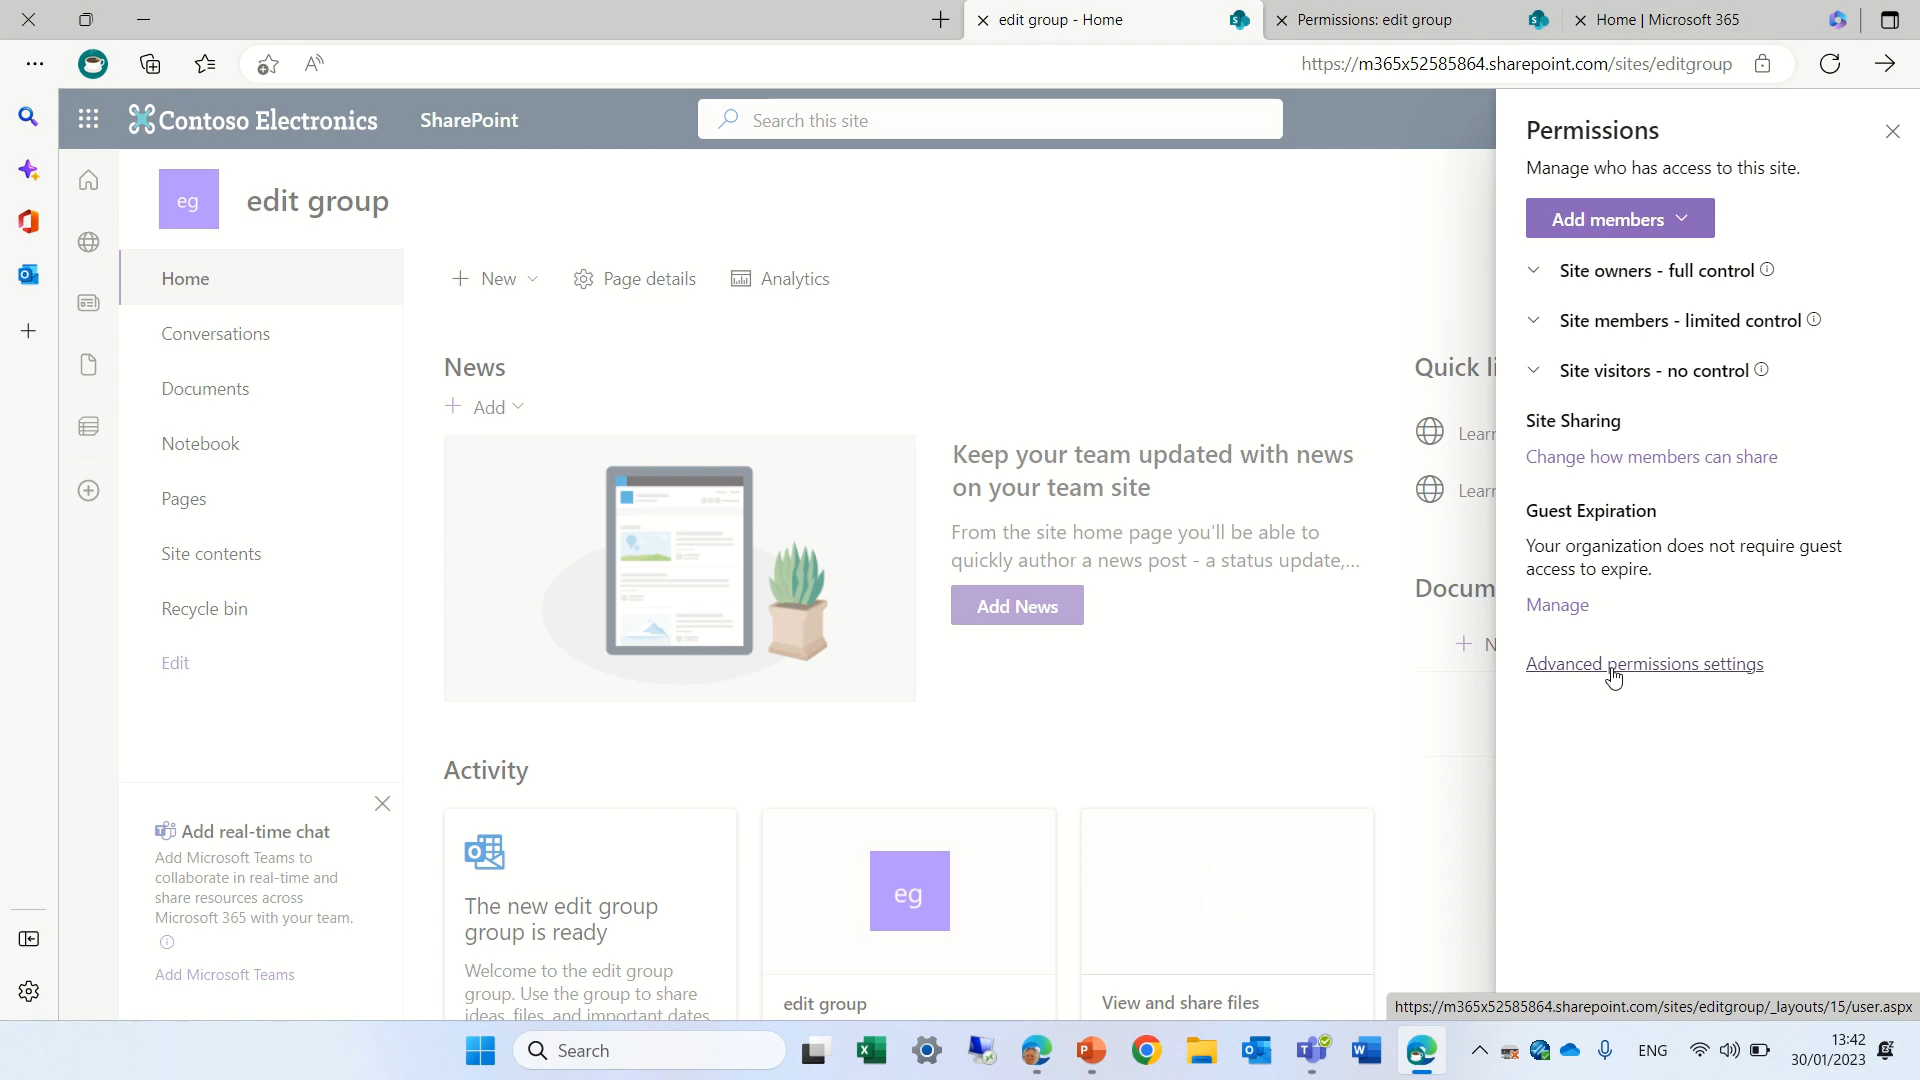 edit group - Home
Permissions: edit group
Home | Microsoft 365
https://m365x52585864.sharepoint.com/sites/editgroup
Contoso Electronics
SharePoint
Search this site
eg
edit group
Home
Conversations
Documents
Notebook
Pages
Site contents
Recycle bin
Edit
Add real-time chat
Add Microsoft Teams to
collaborate in real-time and
share resources across
Microsoft 365 with your team.
Add Microsoft Teams
New
Page details
Analytics
News
Add
Keep your team updated with news
on your team site
From the site home page you'll be able to
quickly author a news post - a status update,...
Add News
Activity
The new edit group
group is ready
Welcome to the edit group
group. Use the group to share
ideas, files, and important dates
eg
edit group
View and share files
Quick li
Learn
Learn
Docum
N
Permissions
Manage who has access to this site.
Add members
Site owners - full control
Site members - limited control
Site visitors - no control
Site Sharing
Change how members can share
Guest Expiration
Your organization does not require guest
access to expire.
Manage
Advanced permissions settings
https://m365x52585864.sharepoint.com/sites/editgroup/_layouts/15/user.aspx
Search
ENG
13:42
30/01/2023